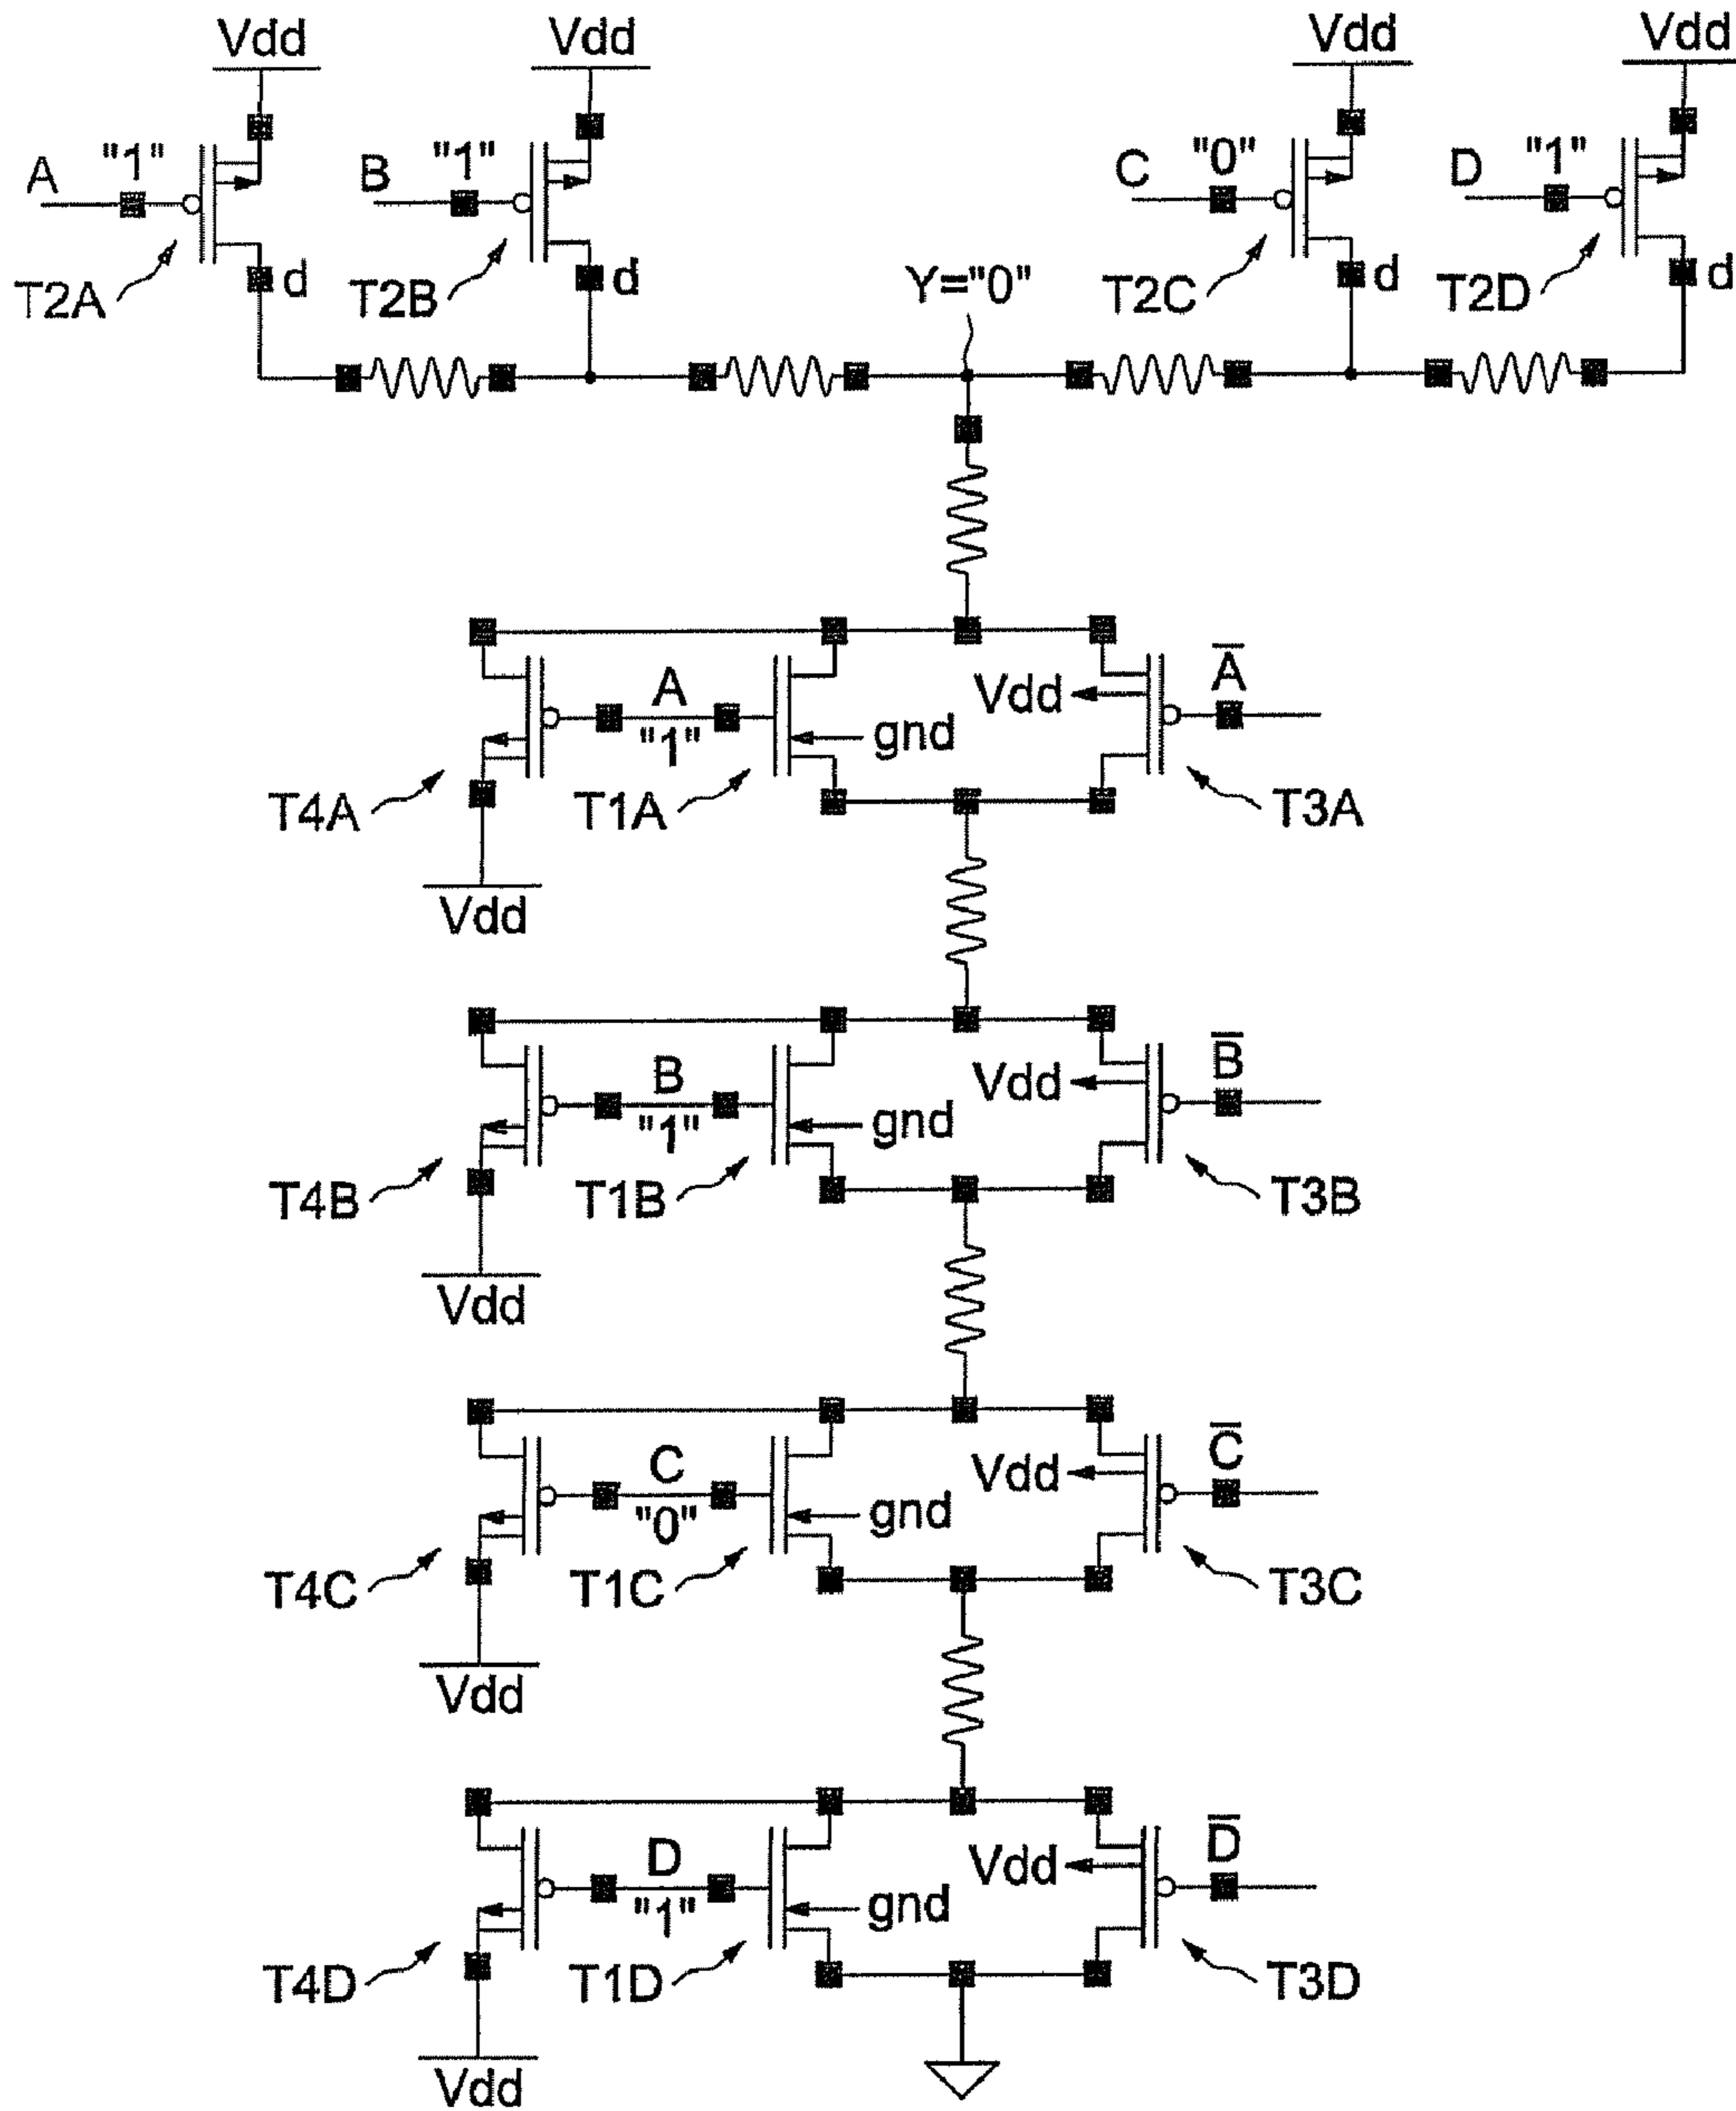 Vdd Vdd Vdd Vdd
A "1" B "1" C "0" D "1"
T2A d T2B d Y="0" T2C d T2D d
A "1" Vdd A̅
gnd
T4A T1A T3A
Vdd
B "1" Vdd B̅
gnd
T4B T1B T3B
Vdd
C "0" Vdd C̅
gnd
T4C T1C T3C
Vdd
D "1" Vdd D̅
gnd
T4D T1D T3D
Vdd